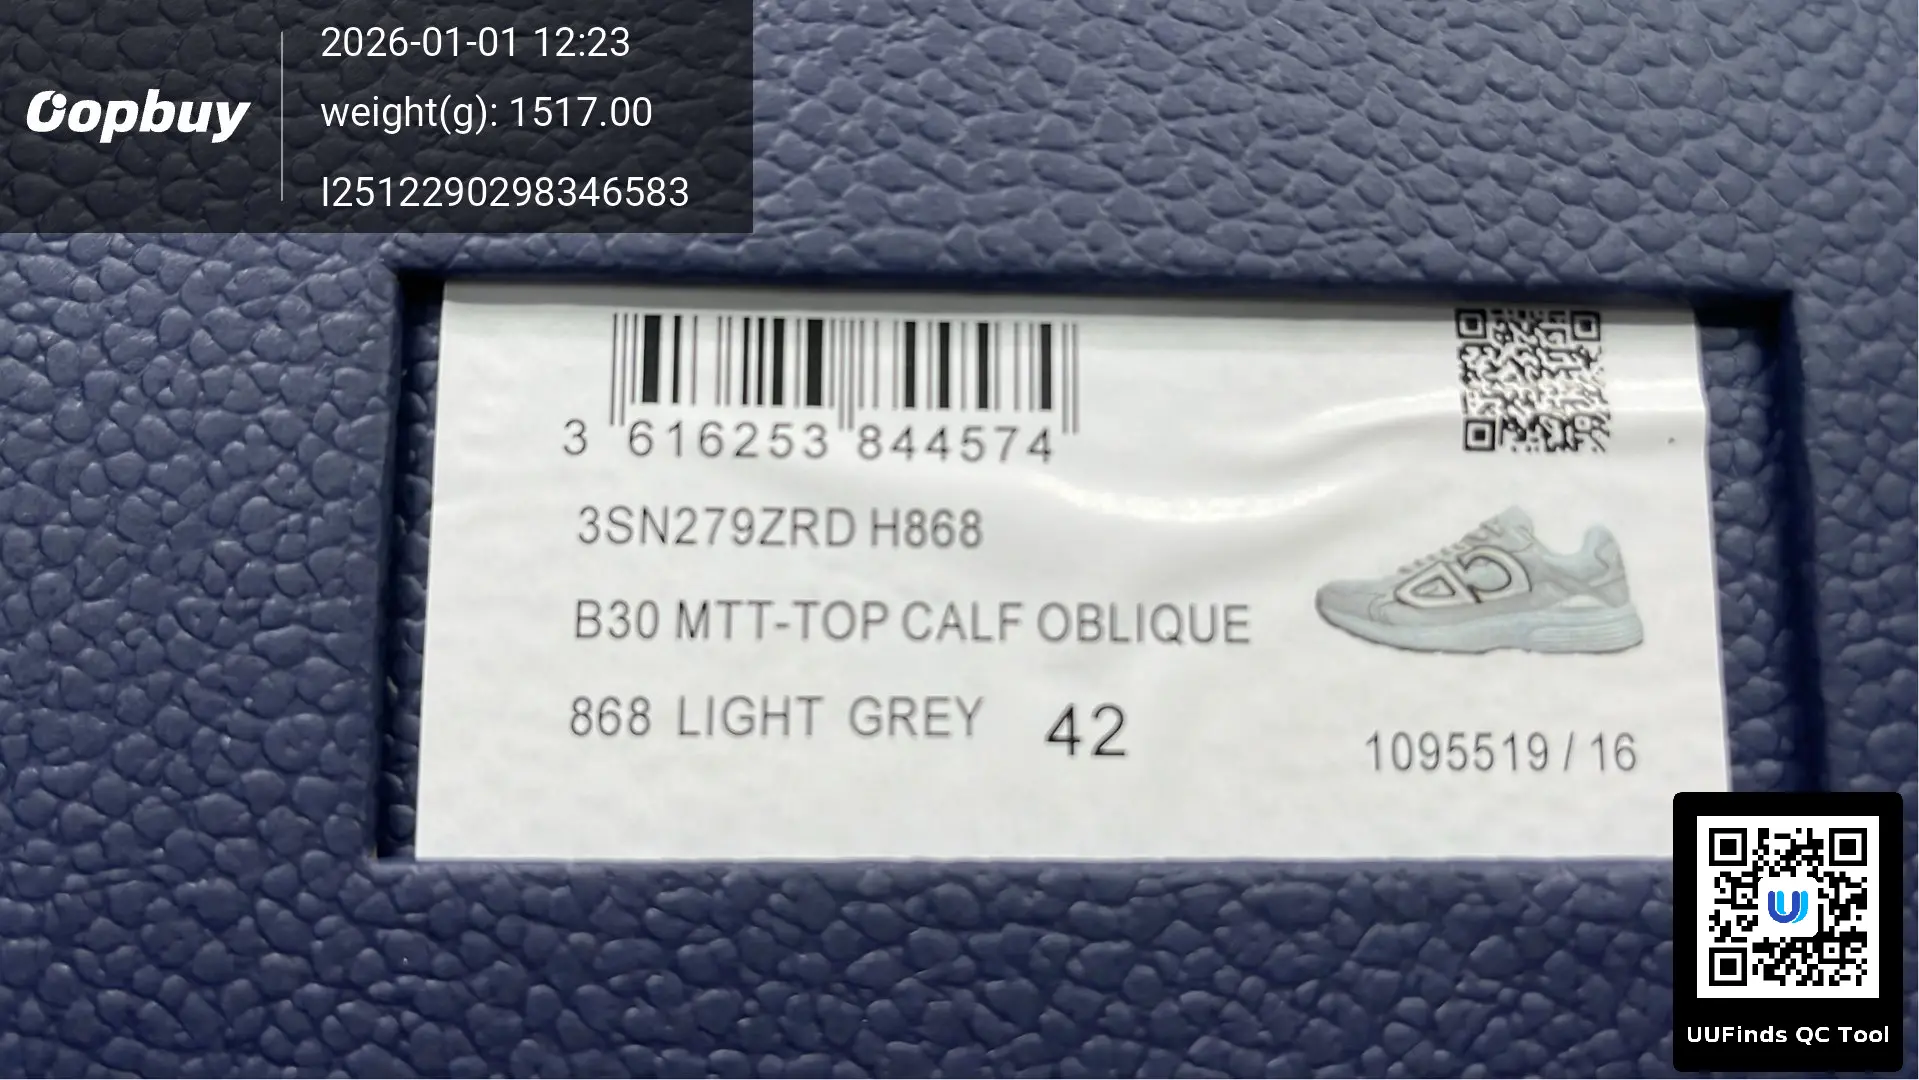 oopbuy
2026-01-01 12:23
weight(g): 1517.00
I2512290298346583
3 616253 844574
3SN279ZRD H868
B30 MTT-TOP CALF OBLIQUE
868 LIGHT GREY 42
1095519 / 16
UUFinds QC Tool